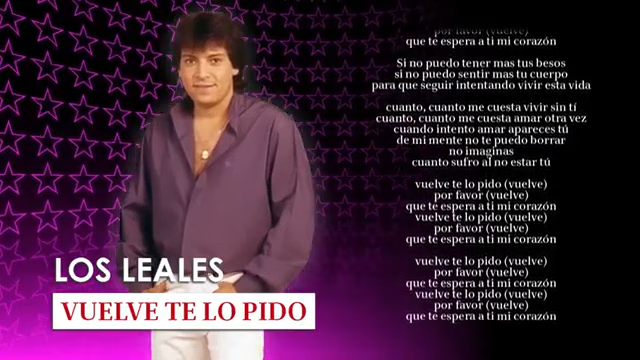 por favor (vuelve)
que te espera a ti mi corazón
Si no puedo tener mas tus besos
si no puedo sentir mas tu cuerpo
para que seguir intentando vivir esta vida
cuanto, cuanto me cuesta vivir sin tí
cuanto, cuanto me cuesta amar otra vez
cuando intento amar apareces tú
de mi mente no te puedo borrar
no imaginas
cuanto sufro al no estar tú
vuelve te lo pido (vuelve)
por favor (vuelve)
que te espera a ti mi corazón
vuelve te lo pido (vuelve)
por favor (vuelve)
que te espera a ti mi corazón
vuelve te lo pido (vuelve)
por favor (vuelve)
que te espera a ti mi corazón
vuelve te lo pido (vuelve)
por favor (vuelve)
que te espera a ti mi corazón
LOS LEALES
VUELVE TE LO PIDO